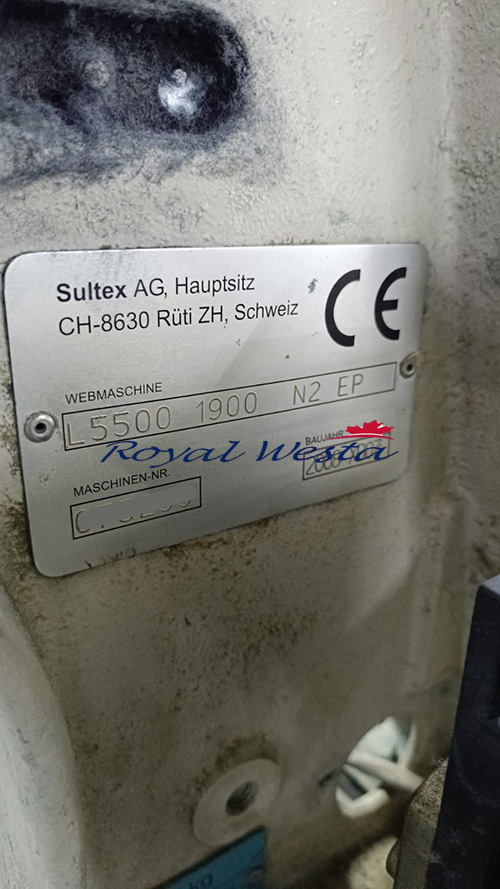 Sultex AG, Hauptsitz
CH-8630 Rüti ZH, Schweiz
CE
WEBMASCHINE
L5500 1900 N2 EP
Royal Westa
BAUJAHR
MASCHINEN-NR.
kg